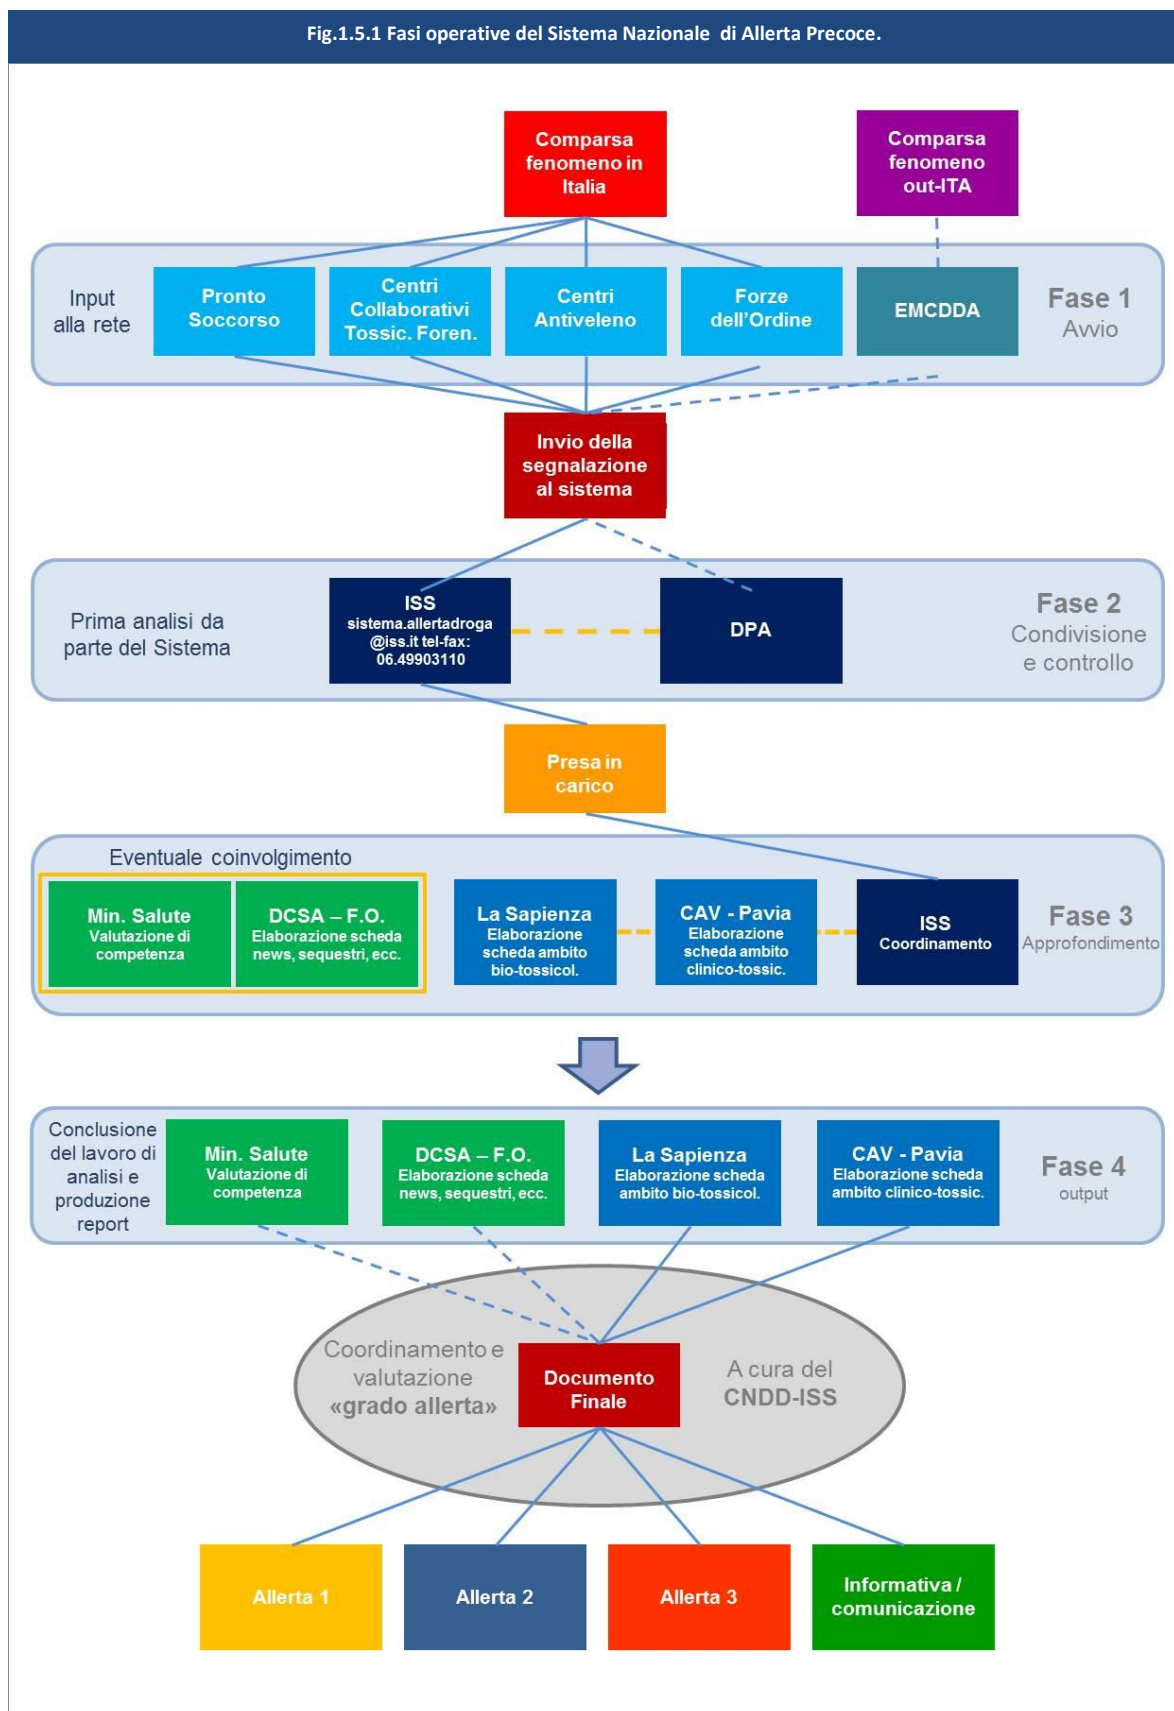 Fig.1.5.1 Fasi operative del Sistema Nazionale di Allerta Precoce.
Comparsa
fenomeno in
Italia
Comparsa
fenomeno
out-ITA
Input
alla rete
Pronto
Soccorso
Centri
Collaborativi
Tossic. Foren.
Centri
Antiveleno
Forze
dell'Ordine
EMCDDA
Fase 1
Avvio
Invio della
segnalazione
al sistema
Prima analisi da
parte del Sistema
ISS
sistema.allertadroga
@iss.it tel-fax:
06.49903110
DPA
Fase 2
Condivisione
e controllo
Presa in
carico
Eventuale coinvolgimento
Min. Salute
Valutazione di
competenza
DCSA – F.O.
Elaborazione scheda
news, sequestri, ecc.
La Sapienza
Elaborazione
scheda ambito
bio-tossicol.
CAV - Pavia
Elaborazione
scheda ambito
clinico-tossic.
ISS
Coordinamento
Fase 3
Approfondimento
Conclusione
del lavoro di
analisi e
produzione
report
Min. Salute
Valutazione di
competenza
DCSA – F.O.
Elaborazione scheda
news, sequestri, ecc.
La Sapienza
Elaborazione scheda
ambito bio-tossicol.
CAV - Pavia
Elaborazione scheda
ambito clinico-tossic.
Fase 4
output
Coordinamento e
valutazione
«grado allerta»
Documento
Finale
A cura del
CNDD-ISS
Allerta 1
Allerta 2
Allerta 3
Informativa /
comunicazione